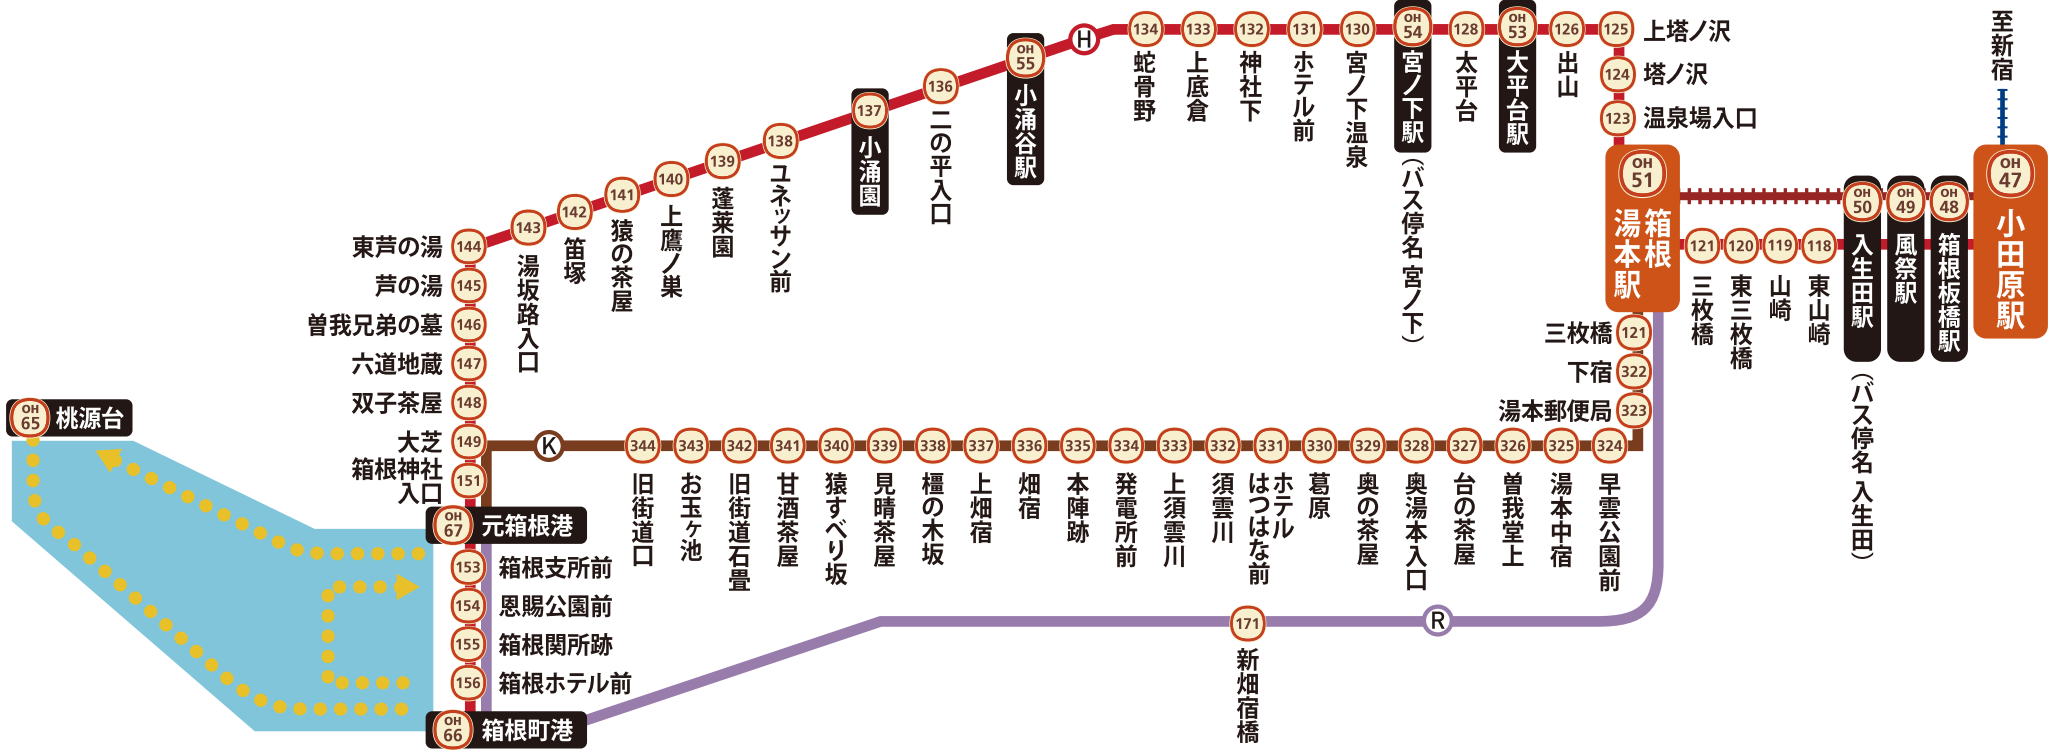 至新宿
OH
47
小田原駅
OH
48
箱根板橋駅
OH
49
風祭駅
OH
50
入生田駅
(バス停名 入生田)
118
東山崎
119
山崎
120
東三枚橋
121
三枚橋
OH
51
箱根
湯本駅
123
温泉場入口
124
塔ノ沢
125
上塔ノ沢
126
出山
OH
53
大平台駅
128
太平台
OH
54
宮ノ下駅
(バス停名 宮ノ下)
130
宮ノ下温泉
131
ホテル前
132
神社下
133
上底倉
134
蛇骨野
H
OH
55
小涌谷駅
136
二の平入口
137
小涌園
138
ユネッサン前
139
蓬莱園
140
上鷹ノ巣
141
猿の茶屋
142
笛塚
143
湯坂路入口
144
東芦の湯
145
芦の湯
146
曽我兄弟の墓
147
六道地蔵
148
双子茶屋
149
大芝
151
箱根神社
入口
OH
67
元箱根港
153
箱根支所前
154
恩賜公園前
155
箱根関所跡
156
箱根ホテル前
OH
66
箱根町港
OH
65
桃源台
121
三枚橋
322
下宿
323
湯本郵便局
324
早雲公園前
325
湯本中宿
326
曽我堂上
327
台の茶屋
328
奥湯本入口
329
奥の茶屋
330
葛原
331
ホテル
はつはな前
332
須雲川
333
上須雲川
334
発電所前
335
本陣跡
336
畑宿
337
上畑宿
338
橿の木坂
339
見晴茶屋
340
猿すべり坂
341
甘酒茶屋
342
旧街道石畳
343
お玉ヶ池
344
旧街道口
K
R
171
新畑宿橋